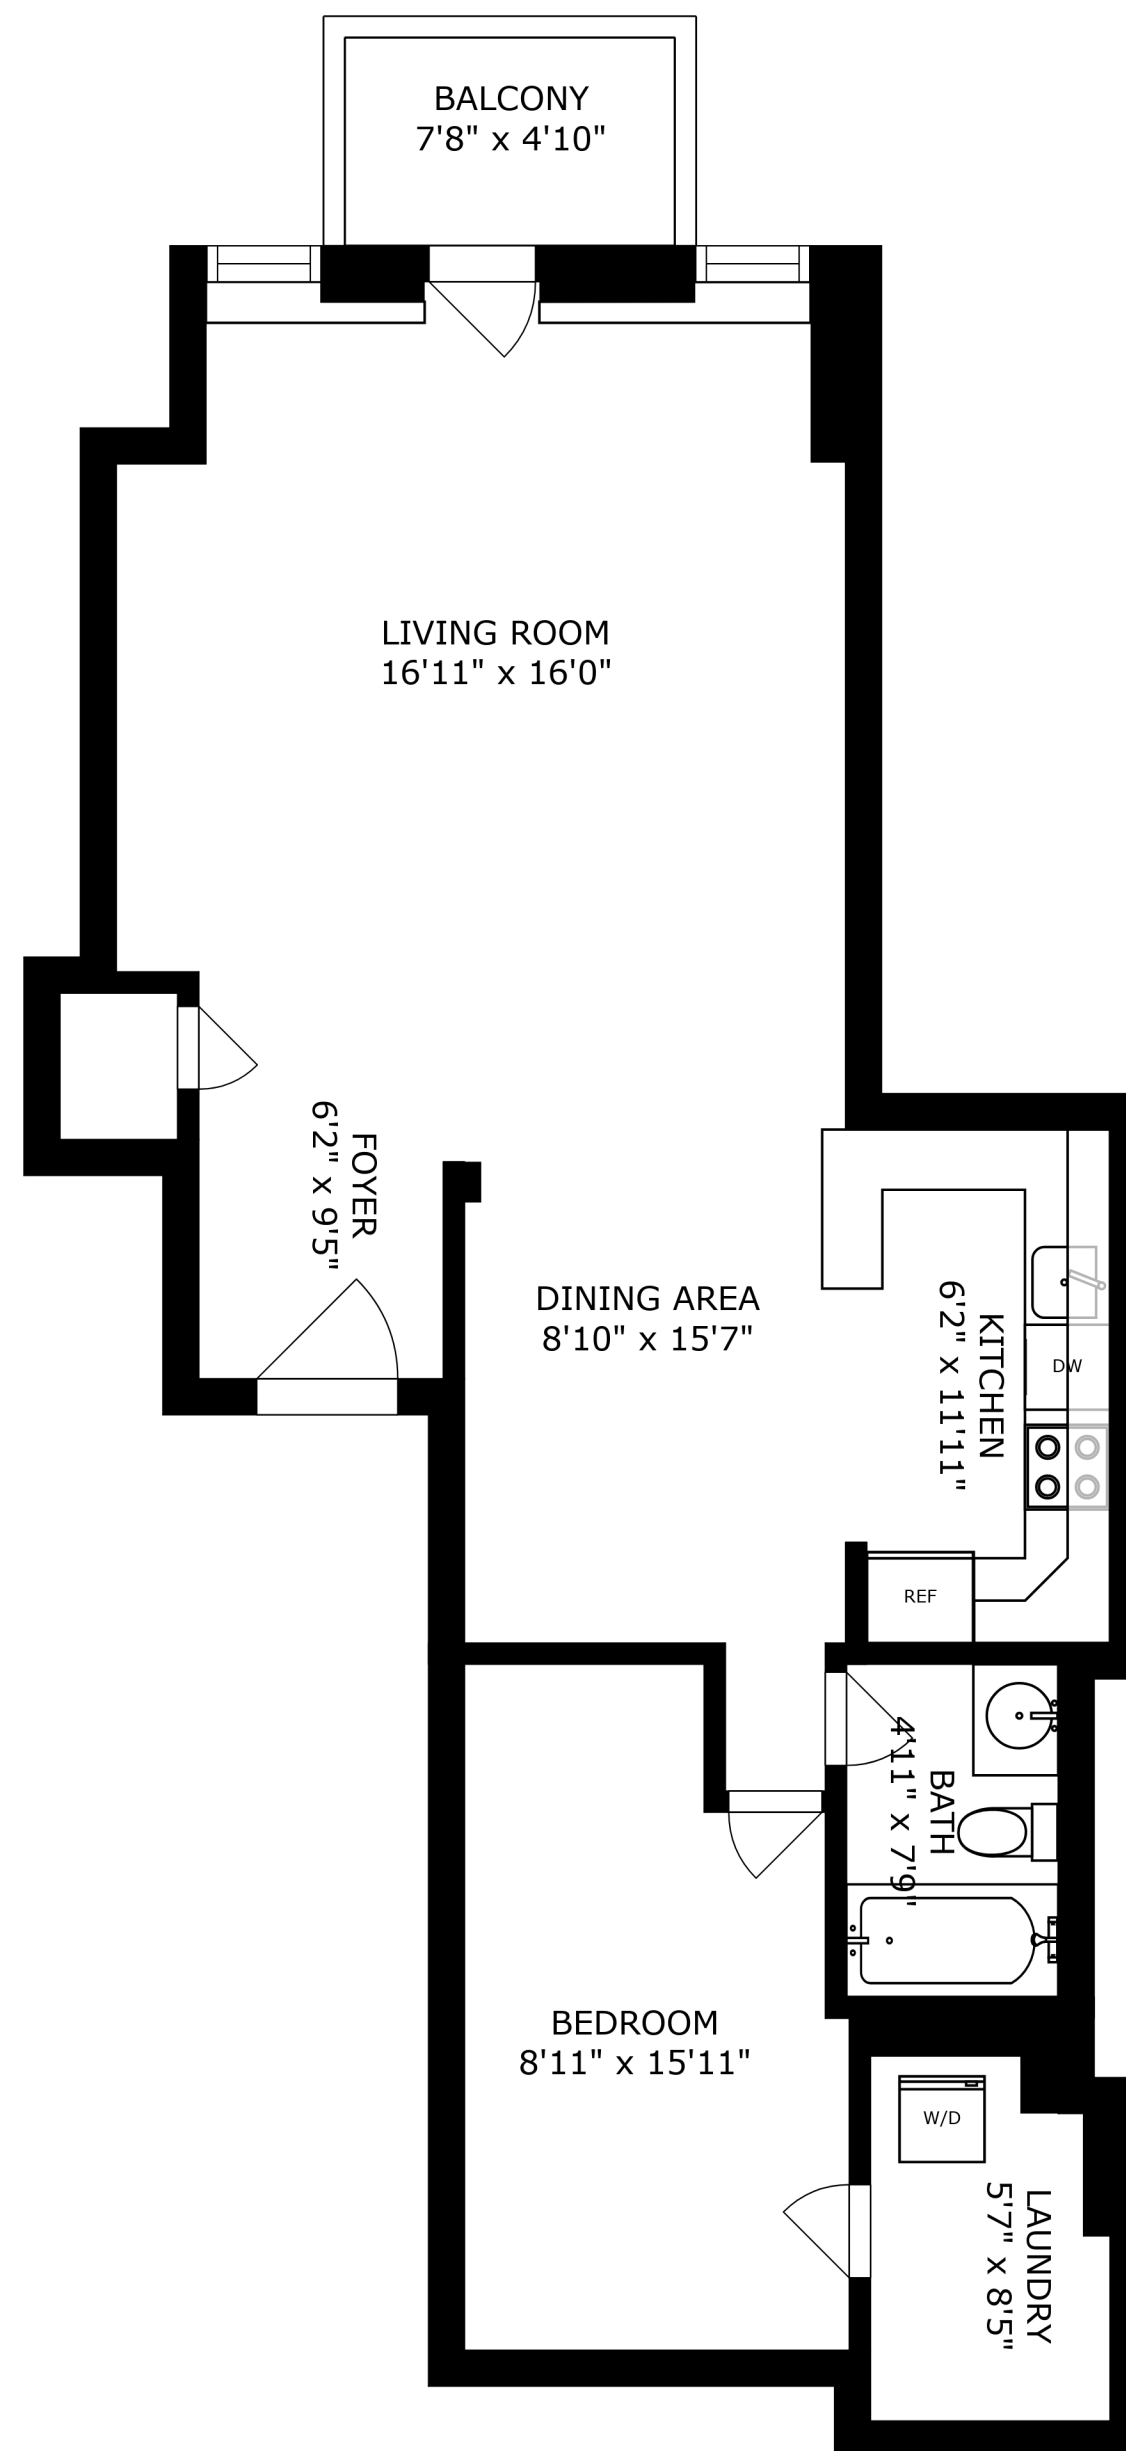 BALCONY
7'8" x 4'10"
LIVING ROOM
16'11" x 16'0"
FOYER
6'2" x 9'5"
DINING AREA
8'10" x 15'7"
KITCHEN
6'2" x 11'11"
DW
REF
BATH
4'11" x 7'9"
BEDROOM
8'11" x 15'11"
W/D
LAUNDRY
5'7" x 8'5"